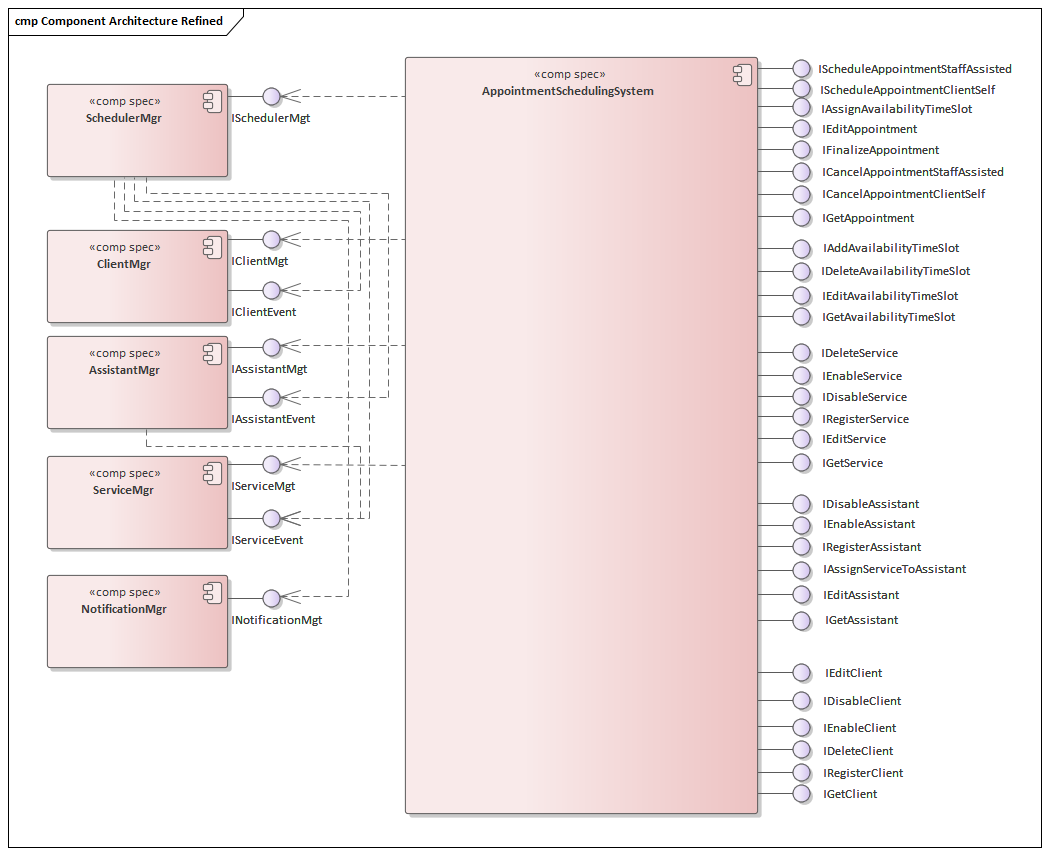 cmp Component Architecture Refined
«comp spec»
SchedulerMgr
ISchedulerMgt
«comp spec»
ClientMgr
IClientMgt
IClientEvent
«comp spec»
AssistantMgr
IAssistantMgt
IAssistantEvent
«comp spec»
ServiceMgr
IServiceMgt
IServiceEvent
«comp spec»
NotificationMgr
INotificationMgt
«comp spec»
AppointmentSchedulingSystem
IScheduleAppointmentStaffAssisted
IScheduleAppointmentClientSelf
IAssignAvailabilityTimeSlot
IEditAppointment
IFinalizeAppointment
ICancelAppointmentStaffAssisted
ICancelAppointmentClientSelf
IGetAppointment
IAddAvailabilityTimeSlot
IDeleteAvailabilityTimeSlot
IEditAvailabilityTimeSlot
IGetAvailabilityTimeSlot
IDeleteService
IEnableService
IDisableService
IRegisterService
IEditService
IGetService
IDisableAssistant
IEnableAssistant
IRegisterAssistant
IAssignServiceToAssistant
IEditAssistant
IGetAssistant
IEditClient
IDisableClient
IEnableClient
IDeleteClient
IRegisterClient
IGetClient